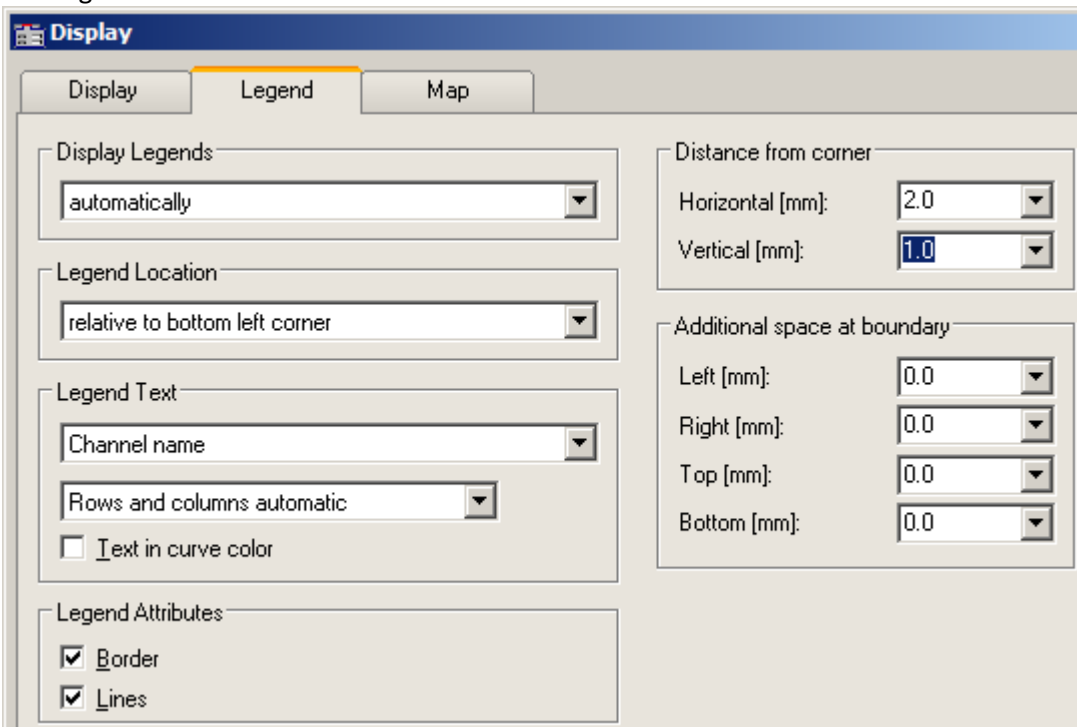 Display
Display Legend Map
Display Legends
automatically
Legend Location
relative to bottom left corner
Legend Text
Channel name
Rows and columns automatic
Text in curve color
Legend Attributes
Border
Lines
Distance from corner
Horizontal [mm]: 2.0
Vertical [mm]: 1.0
Additional space at boundary
Left [mm]: 0.0
Right [mm]: 0.0
Top [mm]: 0.0
Bottom [mm]: 0.0